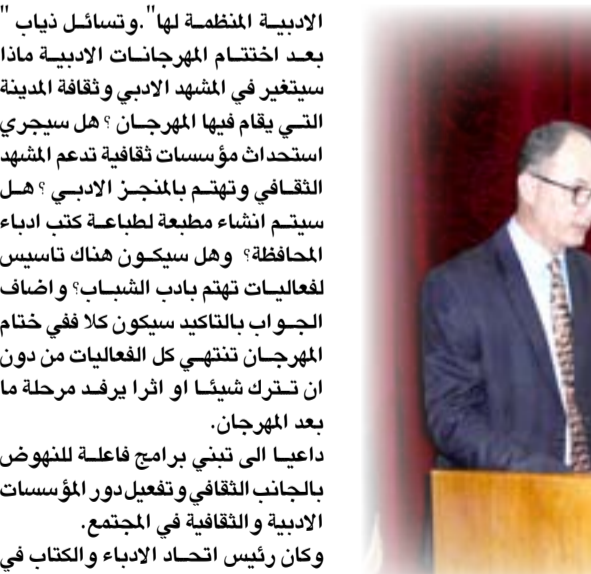 الادبية المنظمة لها". وتسائل ذياب "
بعد اختتام المهرجانات الادبية ماذا
سيتغير في المشهد الادبي وثقافة المدينة
التي يقام فيها المهرجان ؟ هل سيجري
استحداث مؤسسات ثقافية تدعم المشهد
الثقافي وتهتم بالمنجز الادبي ؟ هل
سيتم انشاء مطبعة لطباعة كتب ادباء
المحافظة؟ وهل سيكون هناك تاسيس
لفعاليات تهتم بادب الشباب؟ واضاف
الجواب بالتاكيد سيكون كلا ففي ختام
المهرجان تنتهي كل الفعاليات من دون
ان تترك شيئا او اثرا يرفد مرحلة ما
بعد المهرجان.
داعيا الى تبني برامج فاعلة للنهوض
بالجانب الثقافي وتفعيل دور المؤسسات
الادبية والثقافية في المجتمع.
وكان رئيس اتحاد الادباء والكتاب في